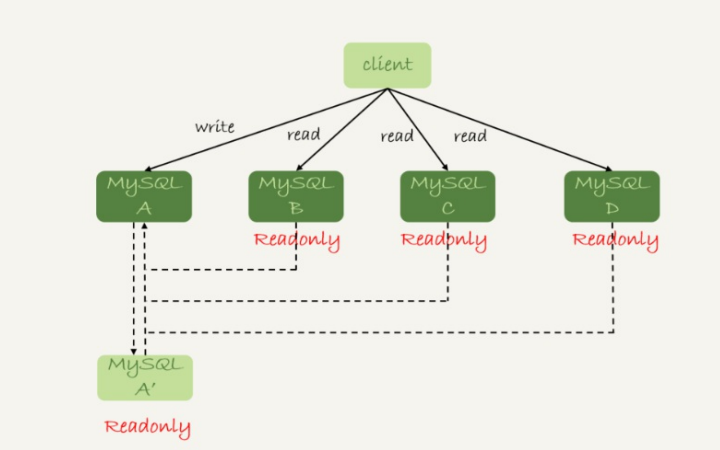 client
write
read
read
read
MySQL
A
MySQL
B
MySQL
C
MySQL
D
Readonly
Readonly
Readonly
MySQL
A'
Readonly